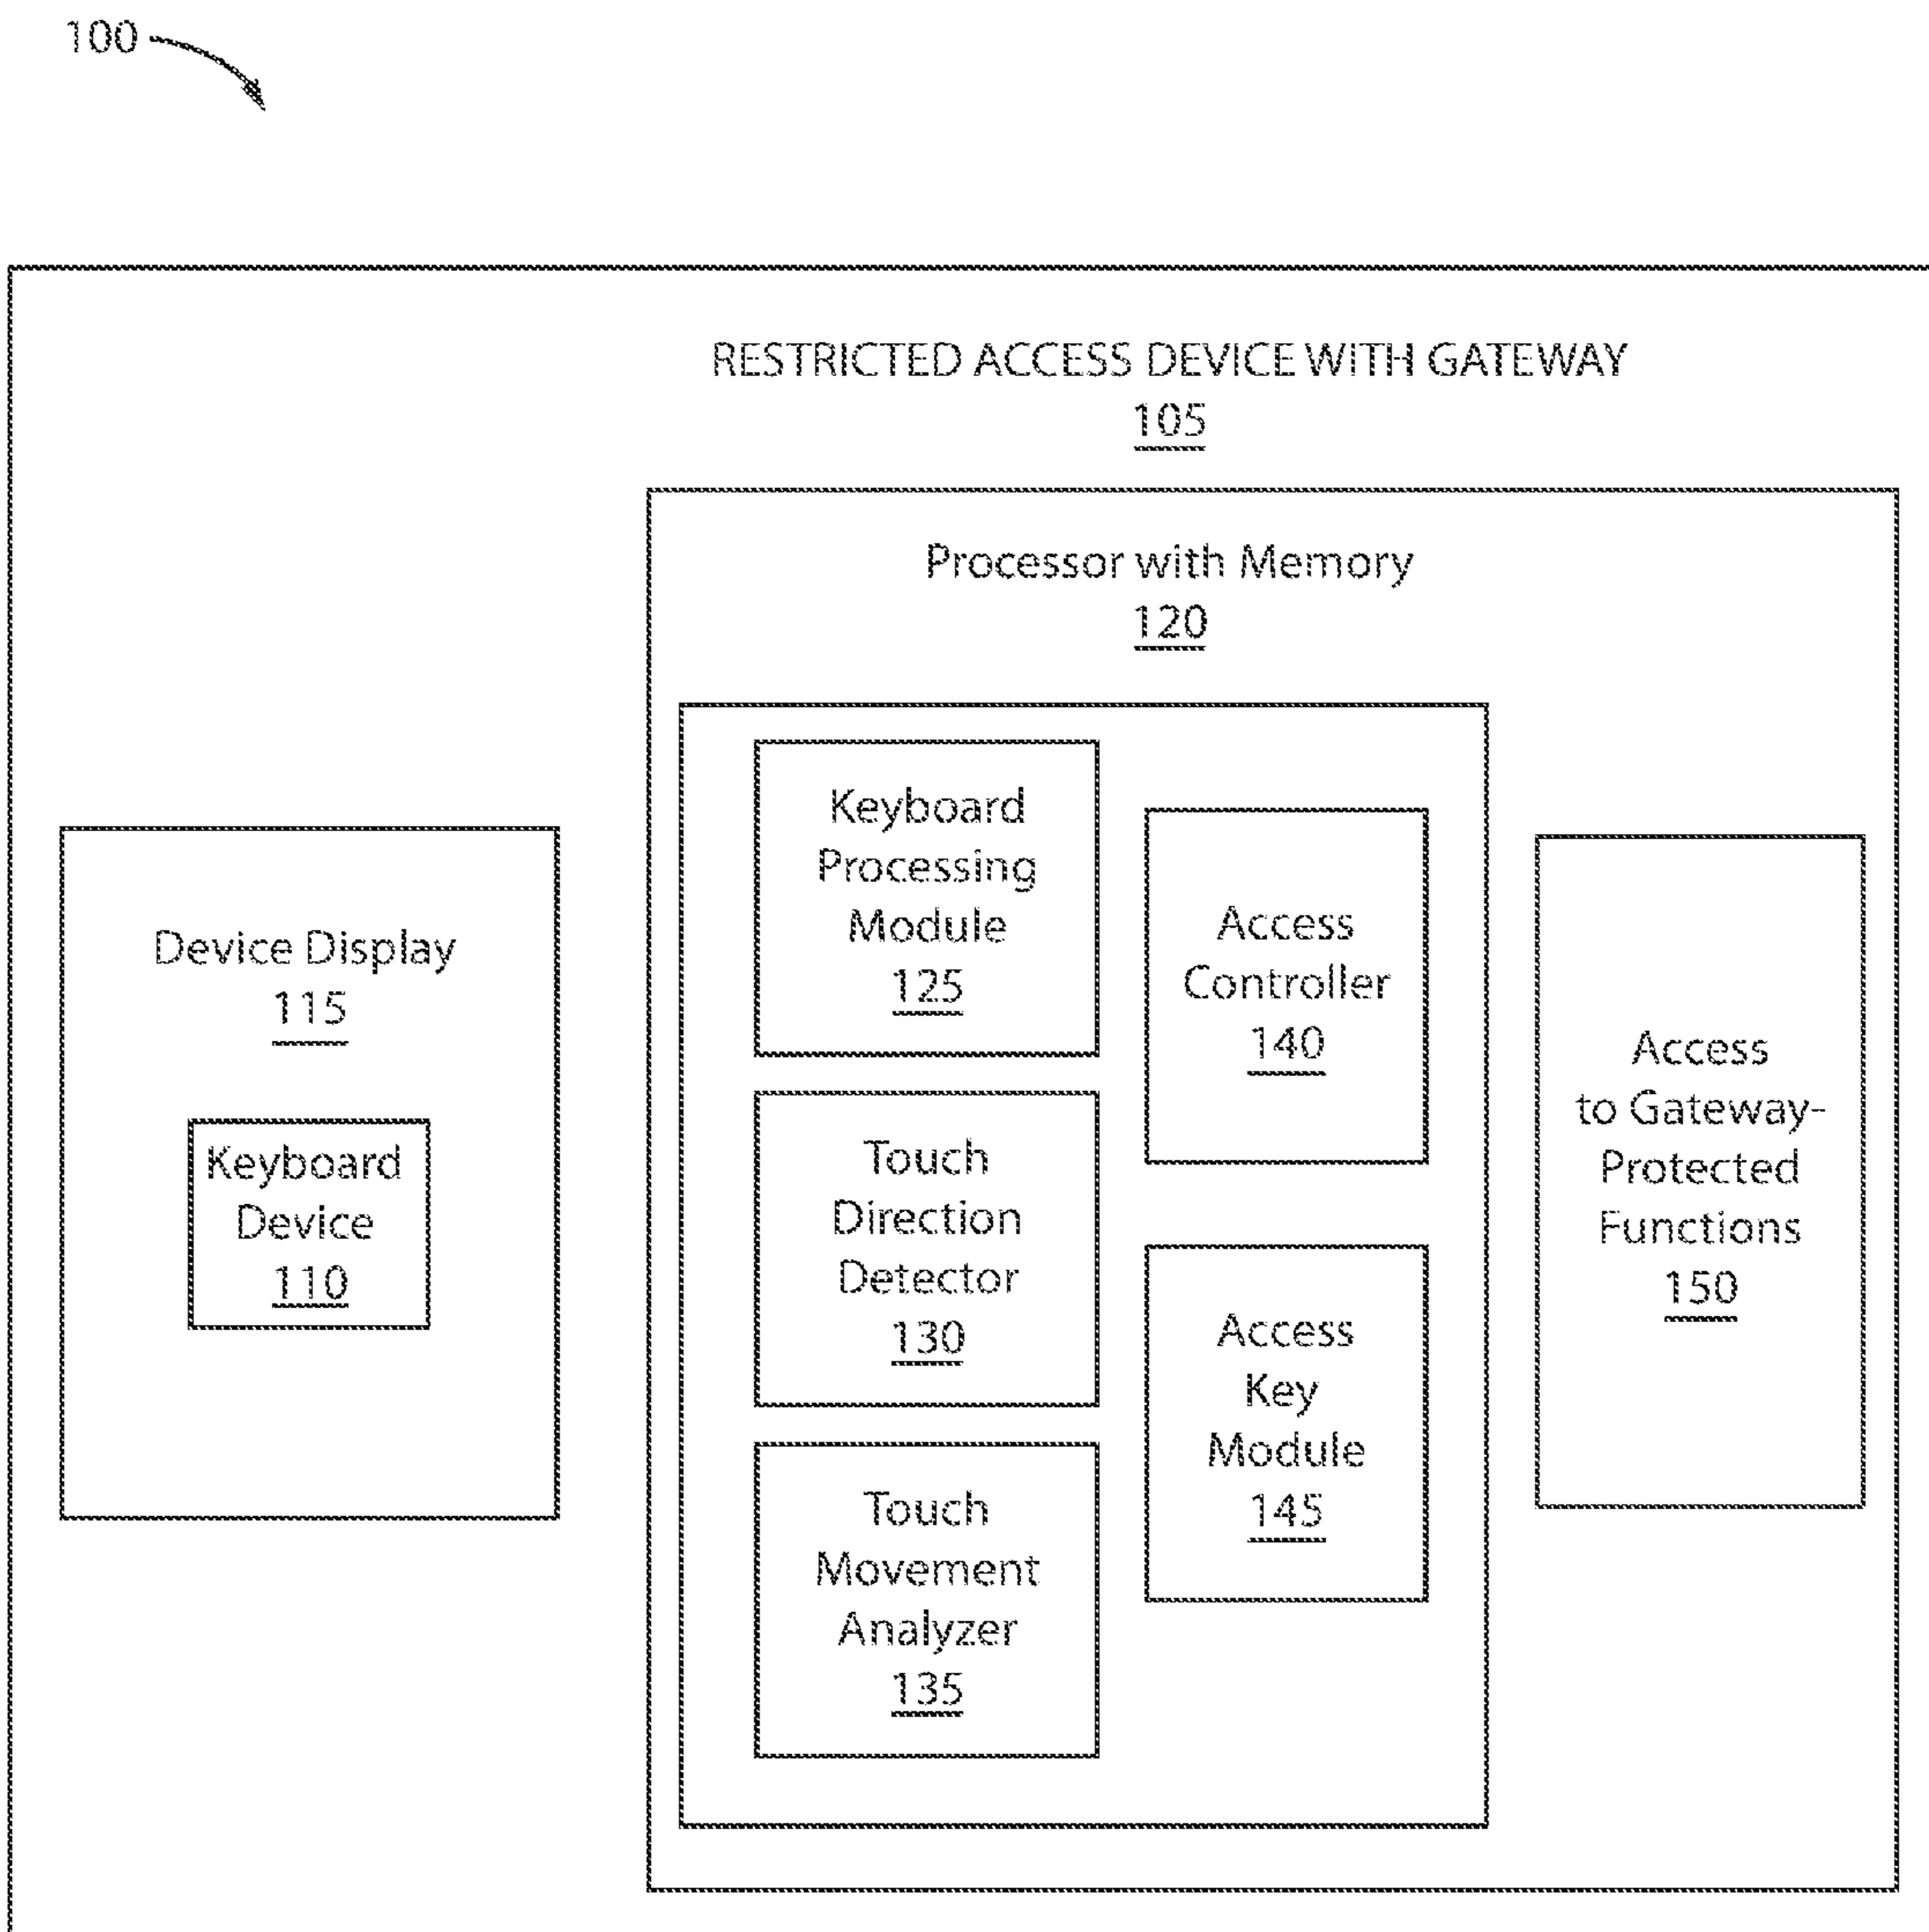 100
RESTRICTED ACCESS DEVICE WITH GATEWAY
105
Processor with Memory
120
Device Display
115
Keyboard
Device
110
Keyboard
Processing
Module
125
Touch
Direction
Detector
130
Touch
Movement
Analyzer
135
Access
Controller
140
Access
Key
Module
145
Access
to Gateway-
Protected
Functions
150